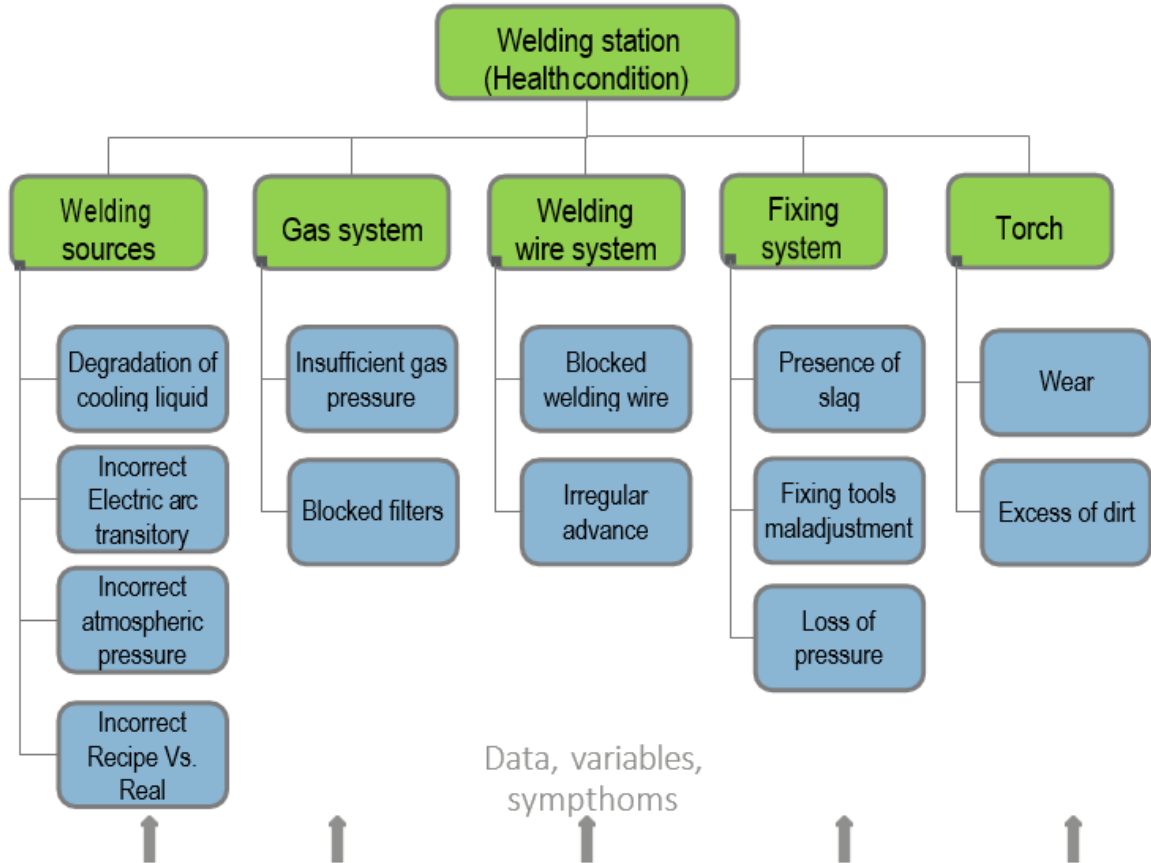 Welding station
(Health condition)
Welding
sources
Gas system
Welding
wire system
Fixing
system
Torch
Degradation of
cooling liquid
Incorrect
Electric arc
transitory
Incorrect
atmospheric
pressure
Incorrect
Recipe Vs.
Real
Insufficient gas
pressure
Blocked filters
Blocked
welding wire
Irregular
advance
Presence of
slag
Fixing tools
maladjustment
Loss of
pressure
Wear
Excess of dirt
Data, variables,
sympthoms